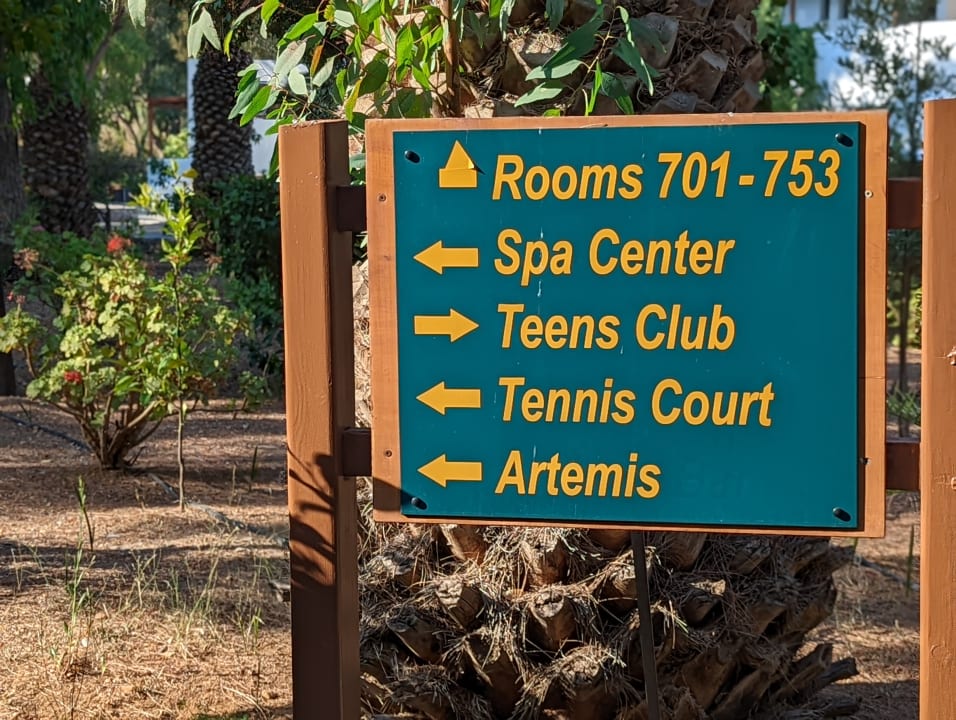 Rooms 701-753
Spa Center
Teens Club
Tennis Court
Artemis